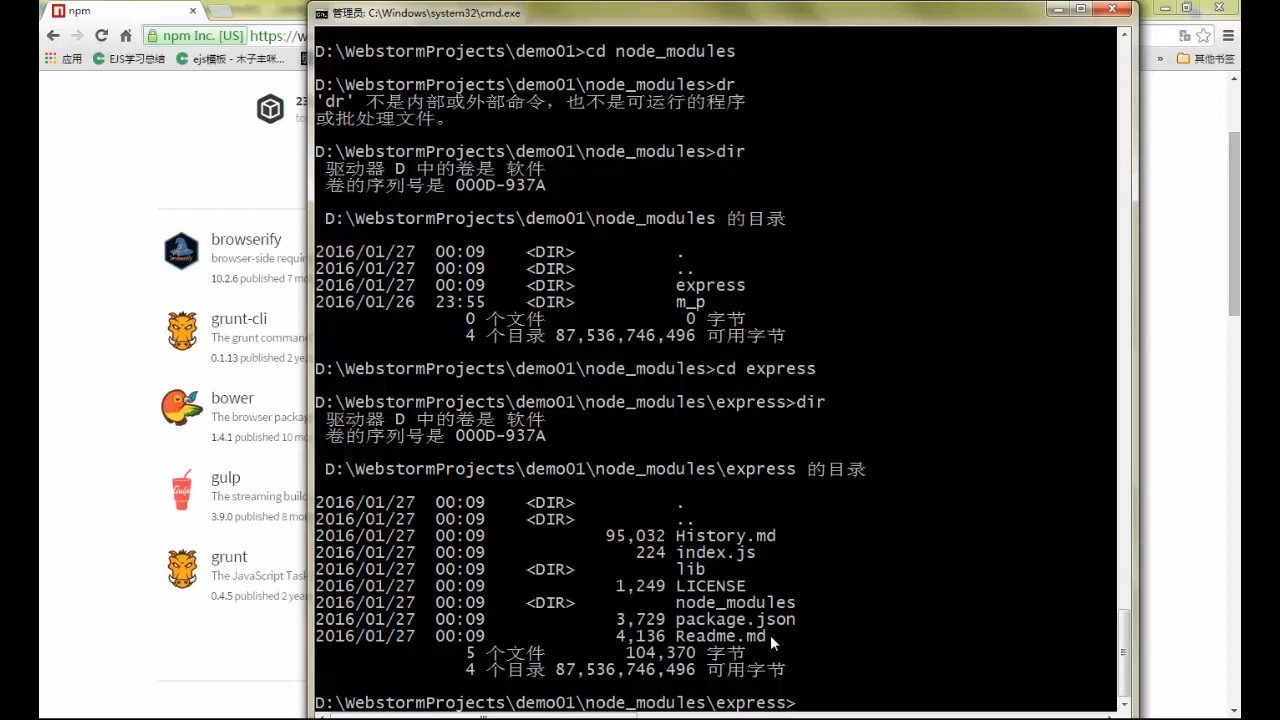 npm
管理员: C:\Windows\system32\cmd.exe
npm Inc. [US]
https://w
应用
EJS学习总结
ejs模板 - 木子丰咪...
»
其他书签
23
to
browserify
browser-side requir
10.2.6 published 7 mo
grunt-cli
The grunt comman
0.1.13 published 2 ye
bower
The browser packag
1.4.1 published 10 mo
gulp
The streaming build
3.9.0 published 8 mon
grunt
The JavaScript Task
0.4.5 published 2 year
D:\WebstormProjects\demo01>cd node_modules
D:\WebstormProjects\demo01\node_modules>dr
'dr' 不是内部或外部命令，也不是可运行的程序
或批处理文件。
D:\WebstormProjects\demo01\node_modules>dir
驱动器 D 中的卷是 软件
卷的序列号是 000D-937A
D:\WebstormProjects\demo01\node_modules 的目录
2016/01/27 00:09 <DIR> .
2016/01/27 00:09 <DIR> ..
2016/01/27 00:09 <DIR> express
2016/01/26 23:55 <DIR> m_p
0 个文件 0 字节
4 个目录 87,536,746,496 可用字节
D:\WebstormProjects\demo01\node_modules>cd express
D:\WebstormProjects\demo01\node_modules\express>dir
驱动器 D 中的卷是 软件
卷的序列号是 000D-937A
D:\WebstormProjects\demo01\node_modules\express 的目录
2016/01/27 00:09 <DIR> .
2016/01/27 00:09 <DIR> ..
2016/01/27 00:09 95,032 History.md
2016/01/27 00:09 224 index.js
2016/01/27 00:09 <DIR> lib
2016/01/27 00:09 1,249 LICENSE
2016/01/27 00:09 <DIR> node_modules
2016/01/27 00:09 3,729 package.json
2016/01/27 00:09 4,136 Readme.md
5 个文件 104,370 字节
4 个目录 87,536,746,496 可用字节
D:\WebstormProjects\demo01\node_modules\express>